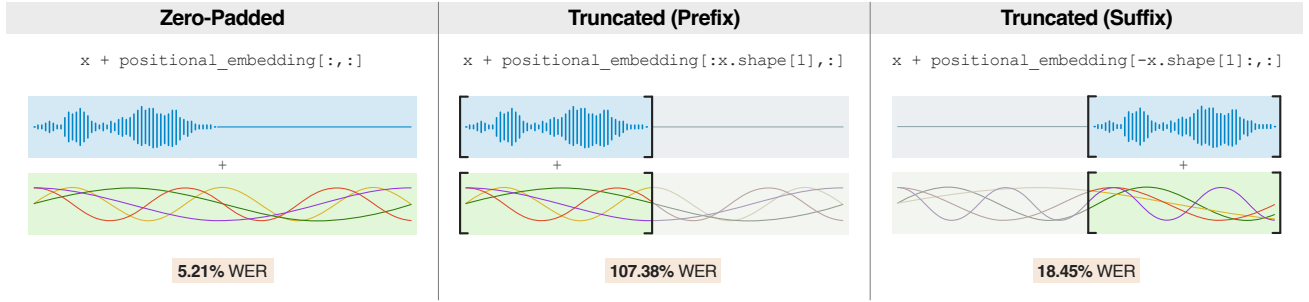 Zero-Padded
x + positional_embedding[:,:]
+
5.21% WER
Truncated (Prefix)
x + positional_embedding[:x.shape[1],:]
+
107.38% WER
Truncated (Suffix)
x + positional_embedding[-x.shape[1]:,:]
+
18.45% WER